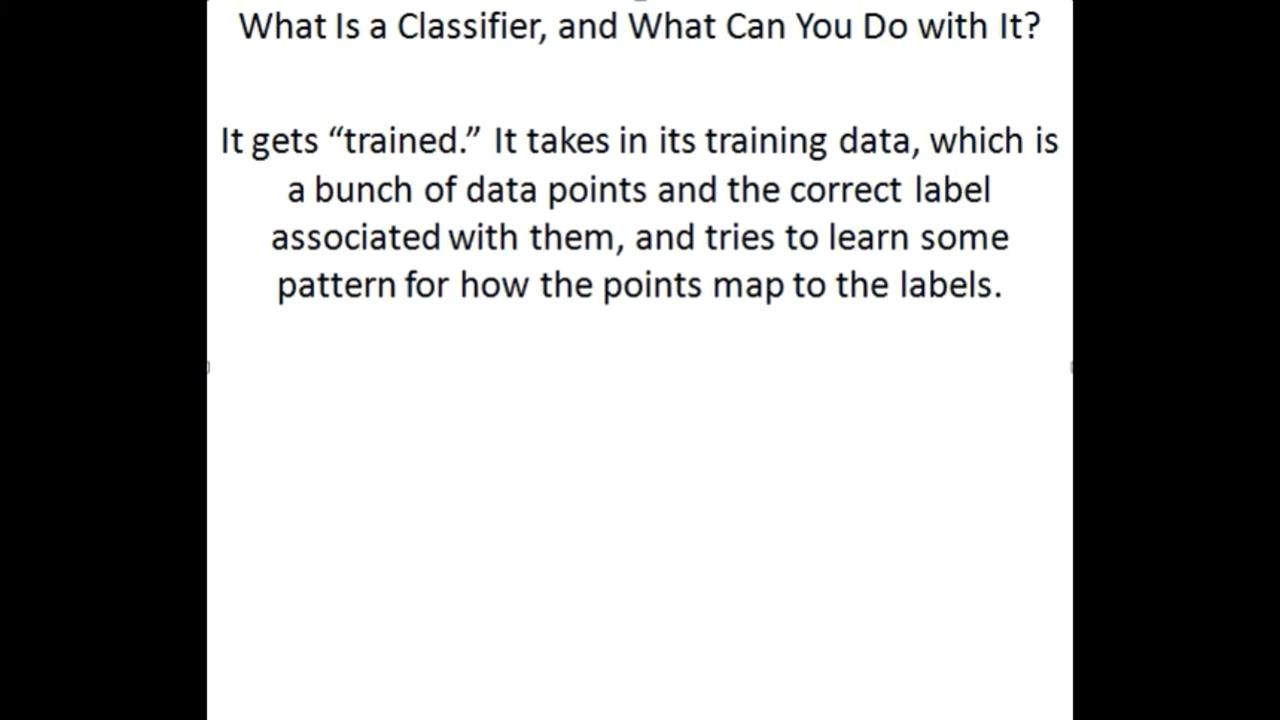 What Is a Classifier, and What Can You Do with It?
It gets “trained.” It takes in its training data, which is
a bunch of data points and the correct label
associated with them, and tries to learn some
pattern for how the points map to the labels.